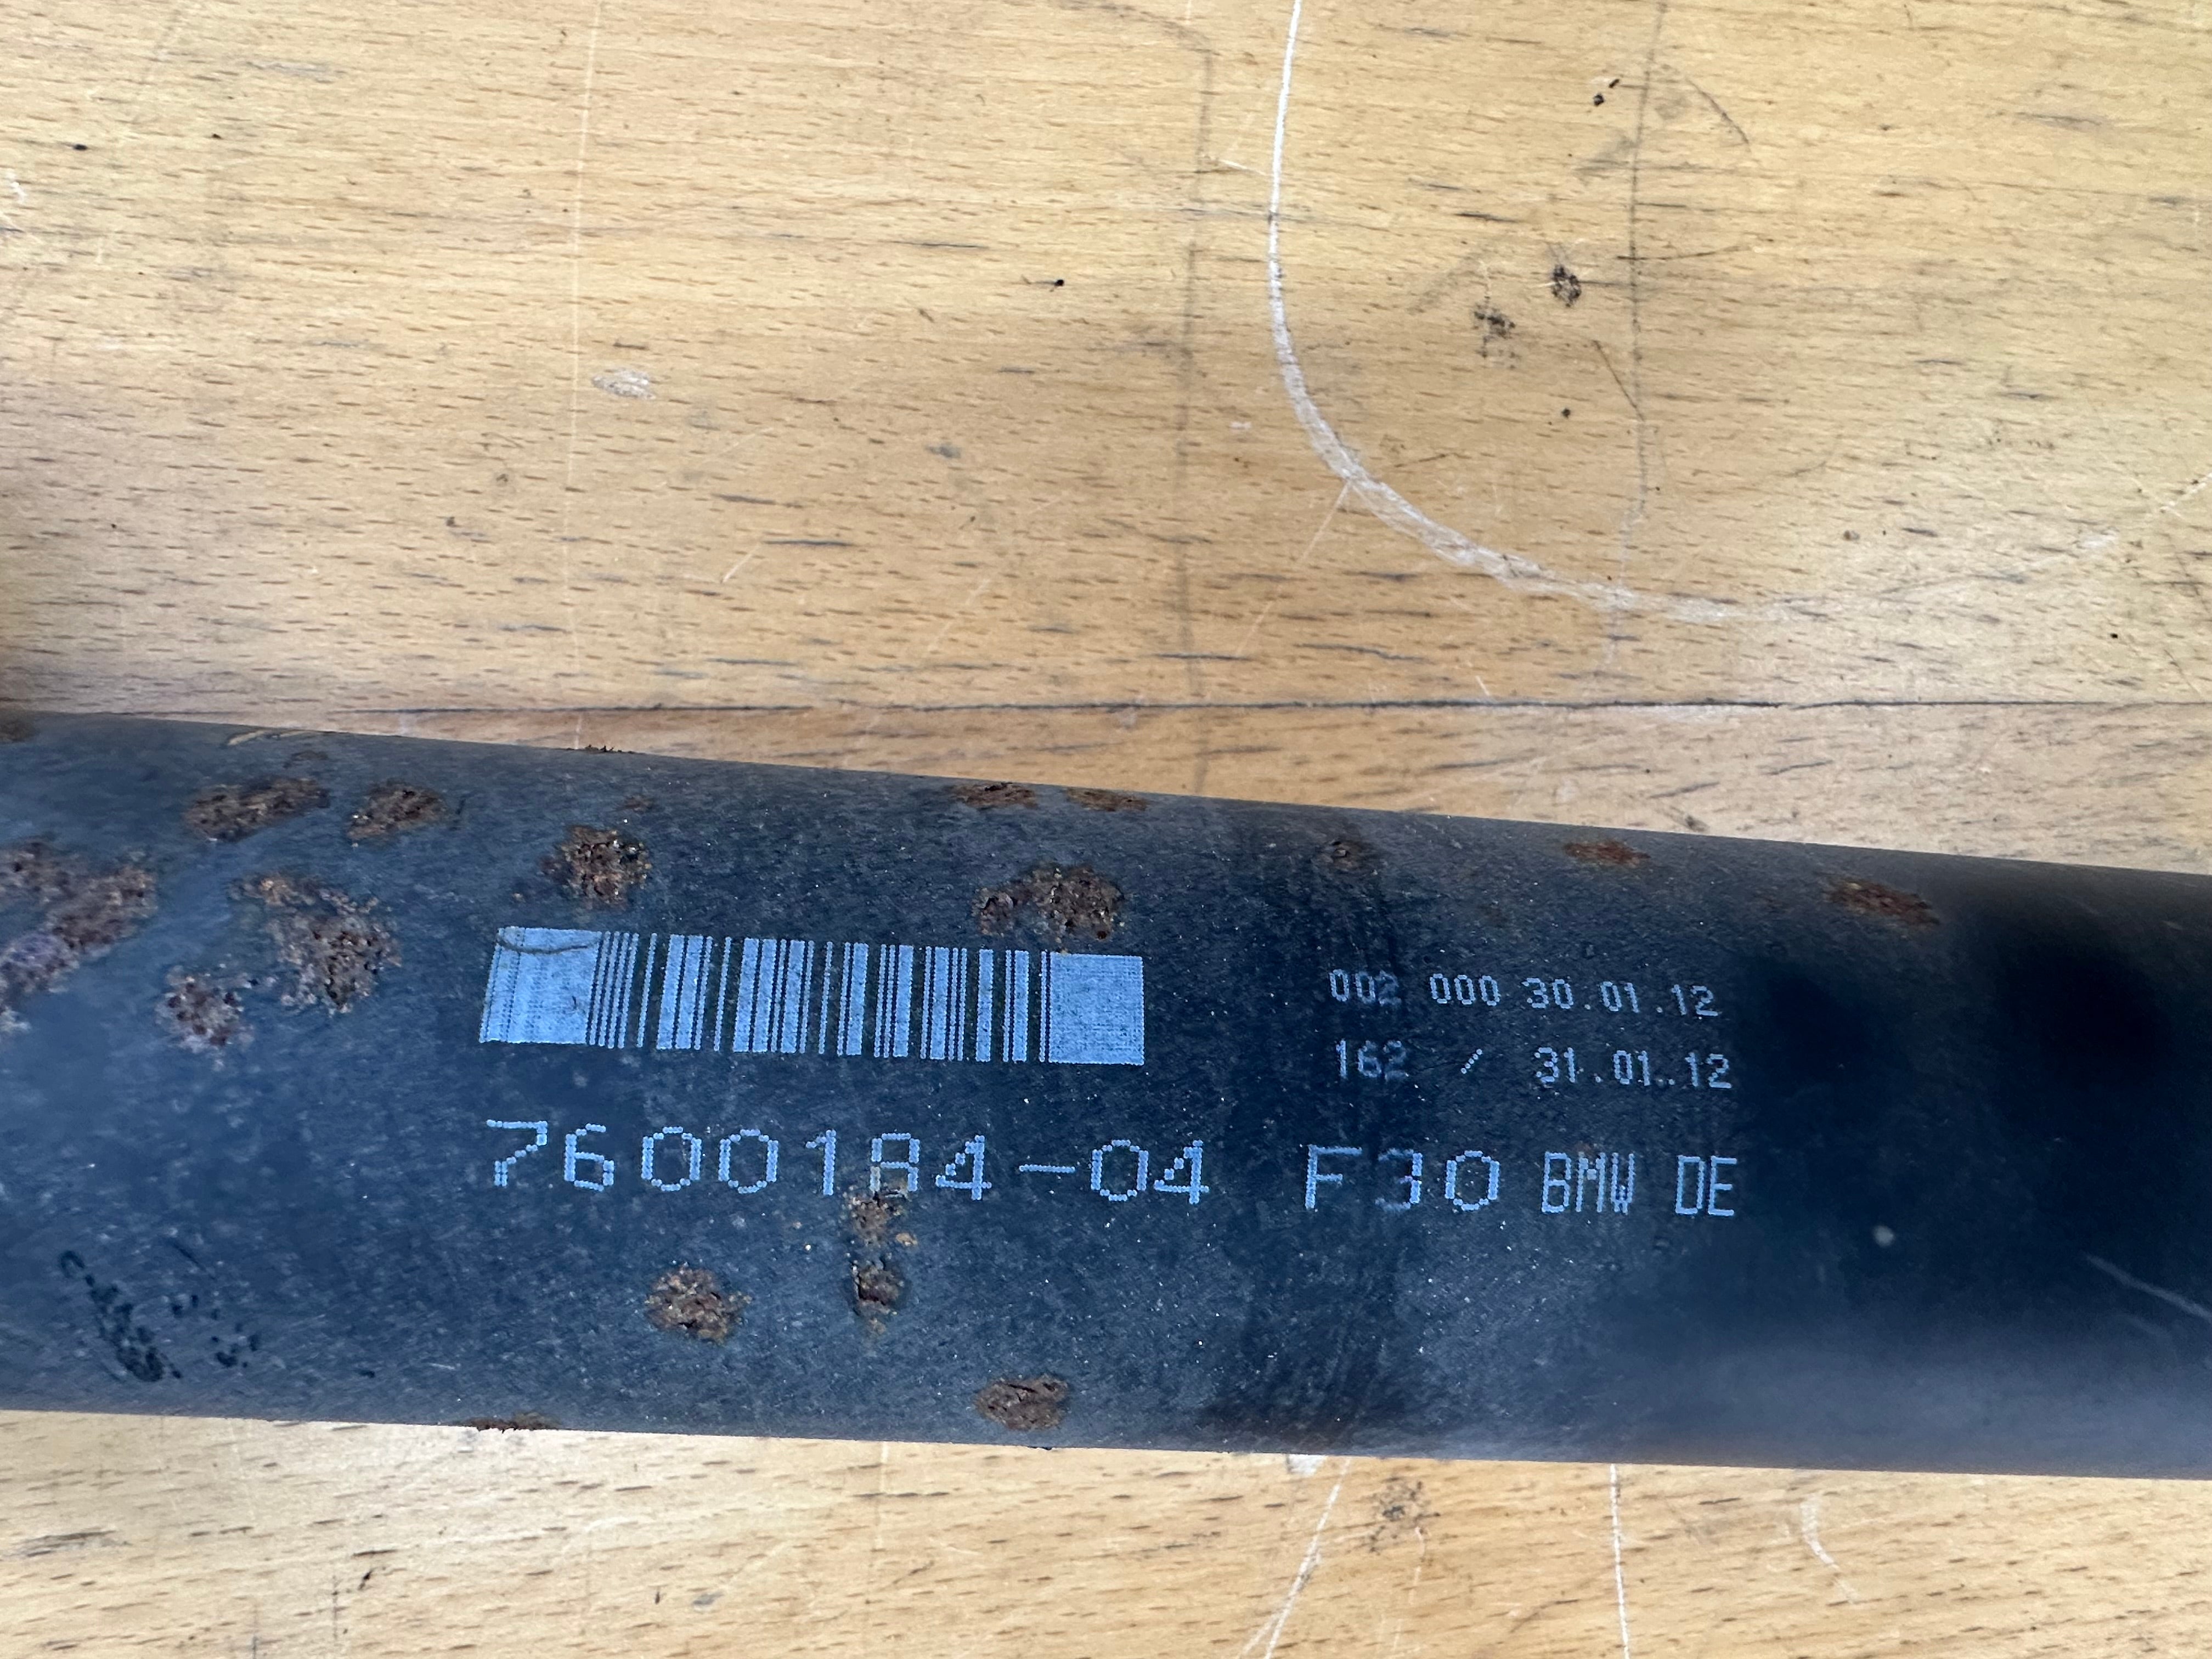 002 000 30.01.12
162 / 31.01.12
7600184-04 F30 BMW DE